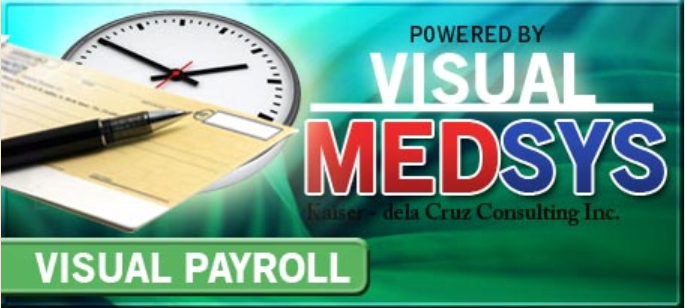 POWERED BY
VISUAL
MEDSYS
Kaiser - dela Cruz Consulting Inc.
VISUAL PAYROLL